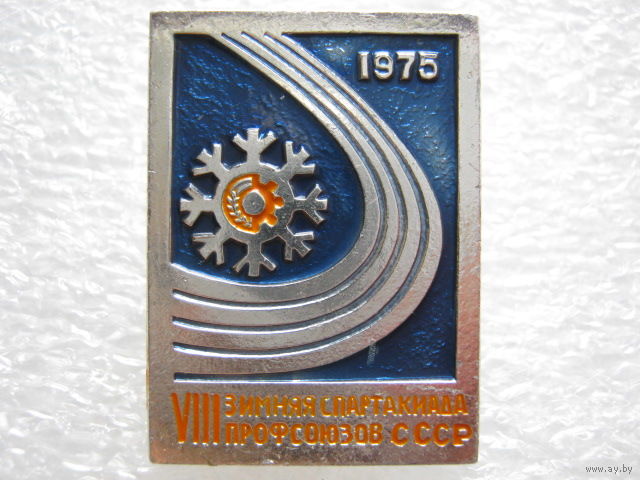 1975
VIII ЗИМНЯЯ СПАРТАКИАДА
ПРОФСОЮЗОВ СССР
© www.ay.by